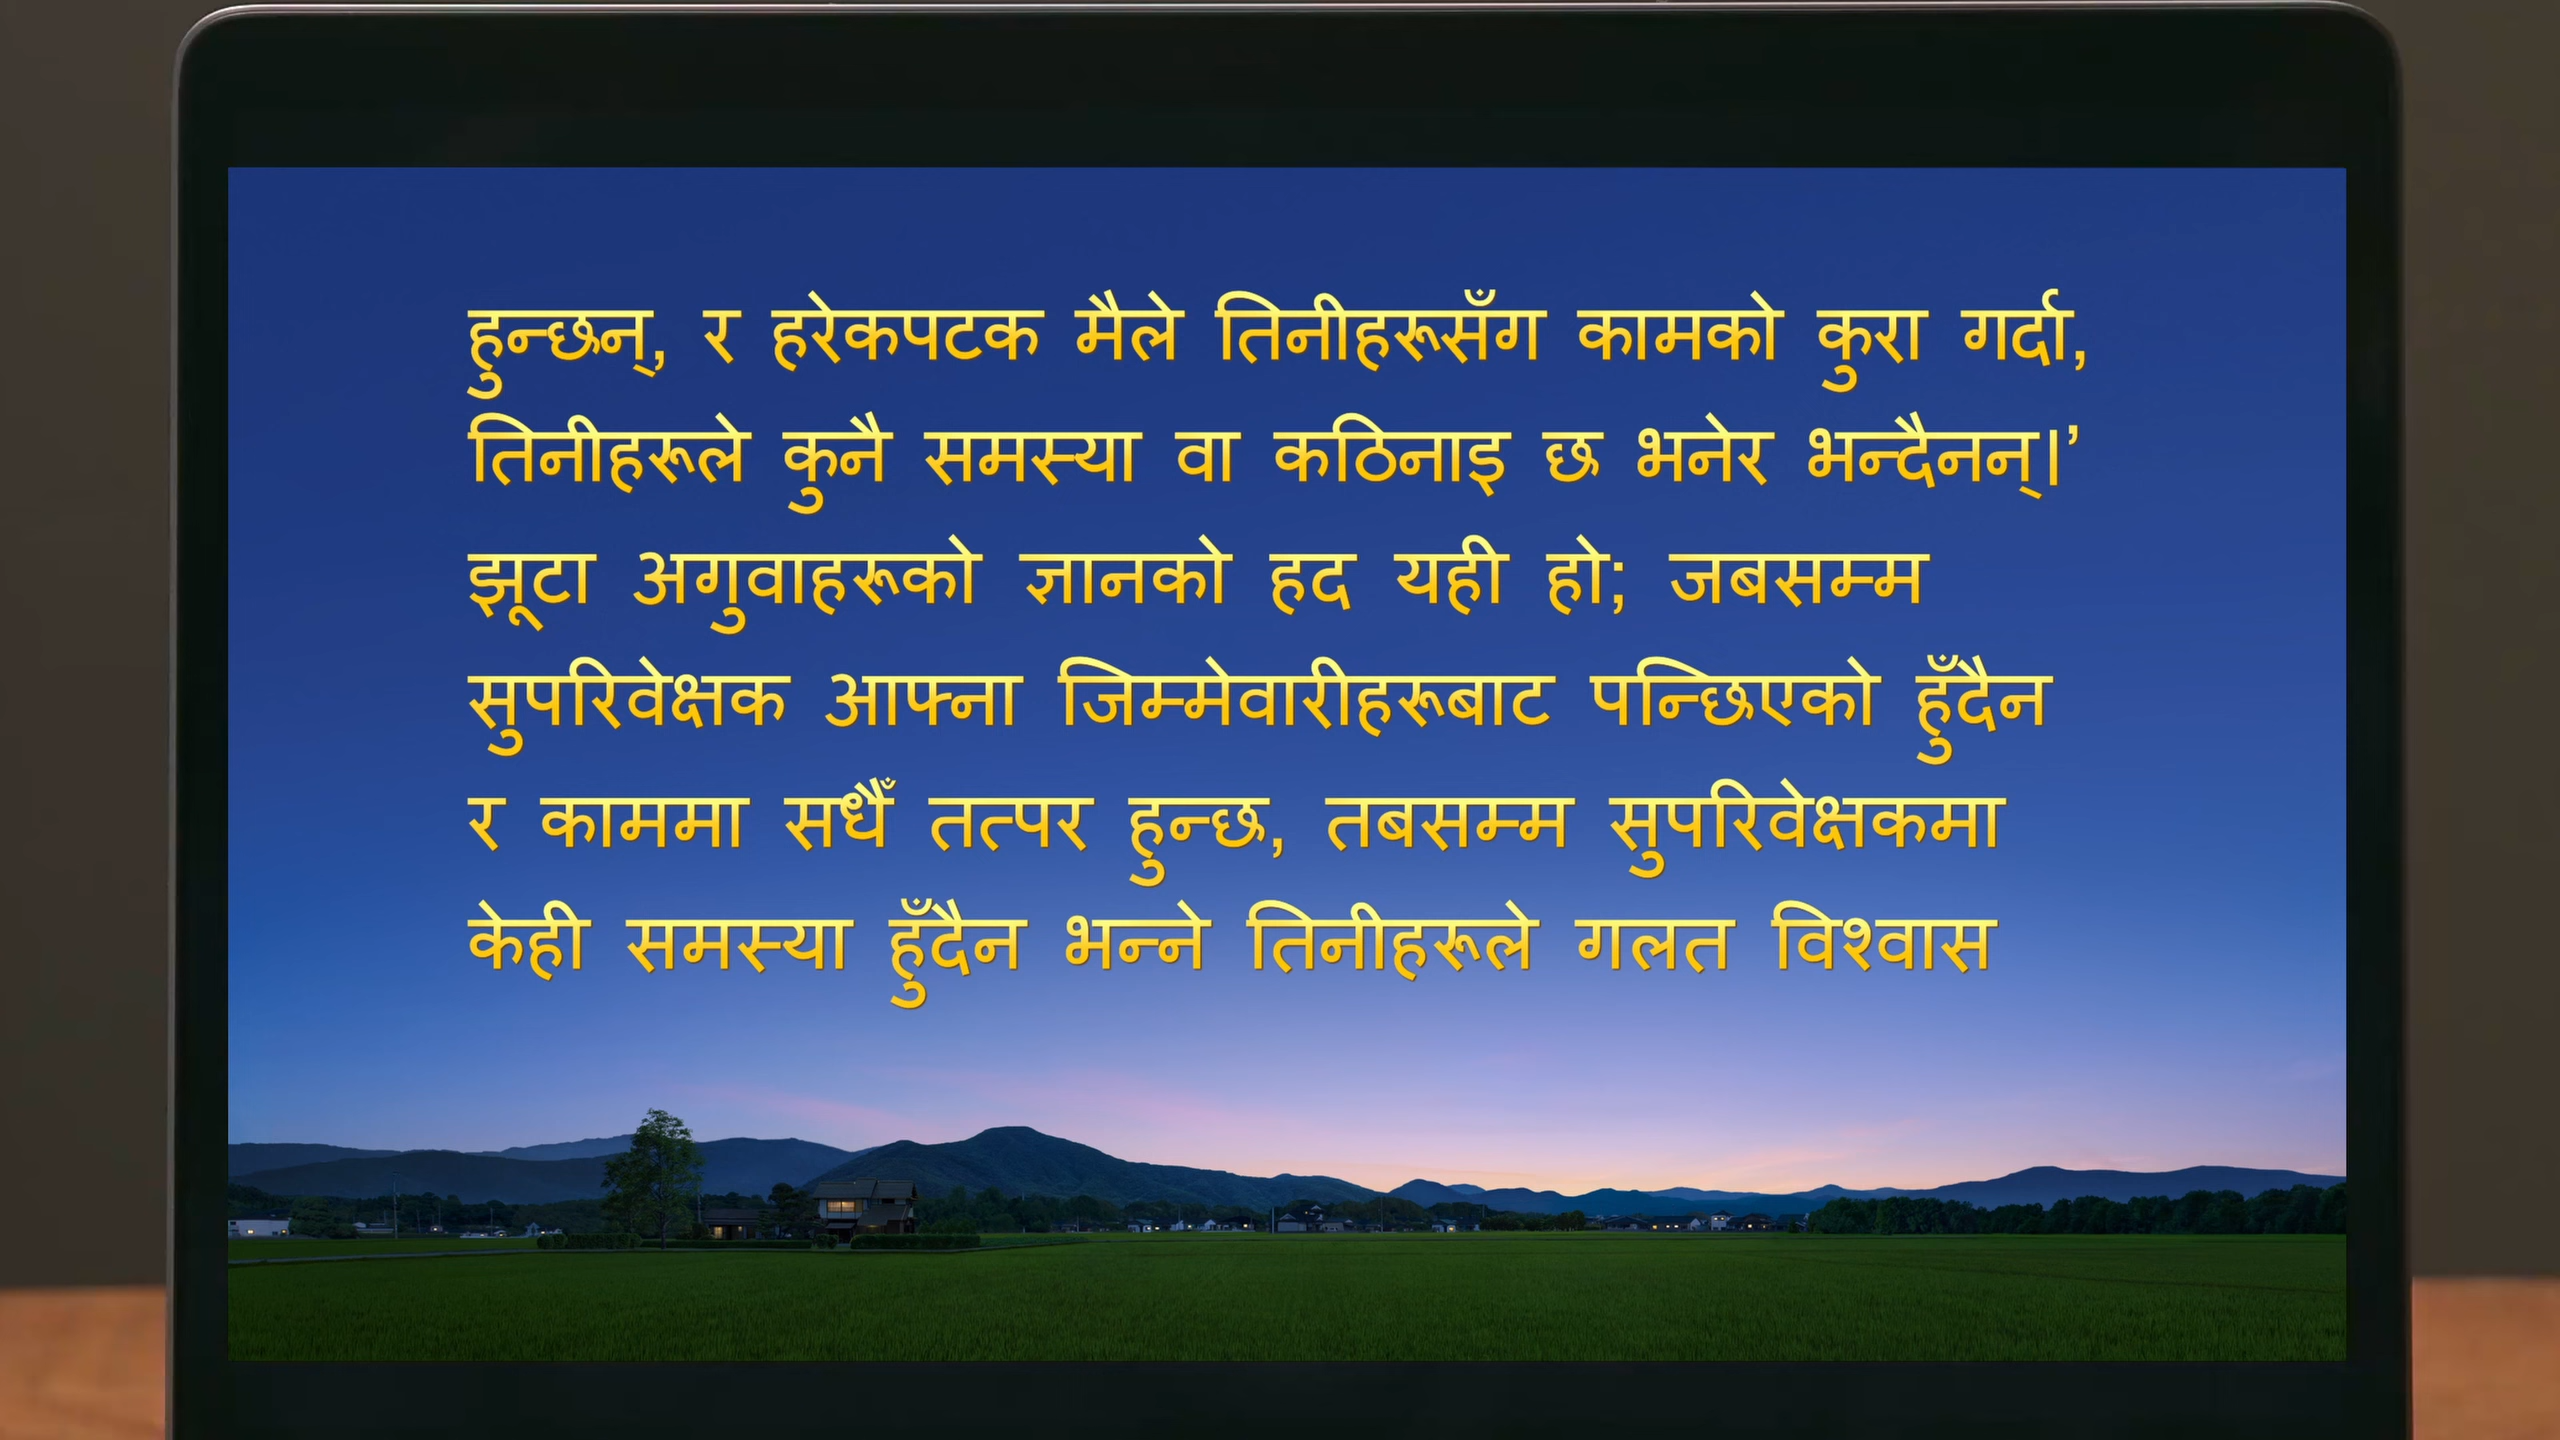 हुन्छन्, र हरेकपटक मैले तिनीहरूसँग कामको कुरा गर्दा,
तिनीहरूले कुनै समस्या वा कठिनाइ छ भनेर भन्दैनन्।’
झूटा अगुवाहरूको ज्ञानको हद यही हो; जबसम्म
सुपरिवेक्षक आफ्ना जिम्मेवारीहरूबाट पन्छिएको हुँदैन
र काममा सधैँ तत्पर हुन्छ, तबसम्म सुपरिवेक्षकमा
केही समस्या हुँदैन भन्ने तिनीहरूले गलत विश्वास